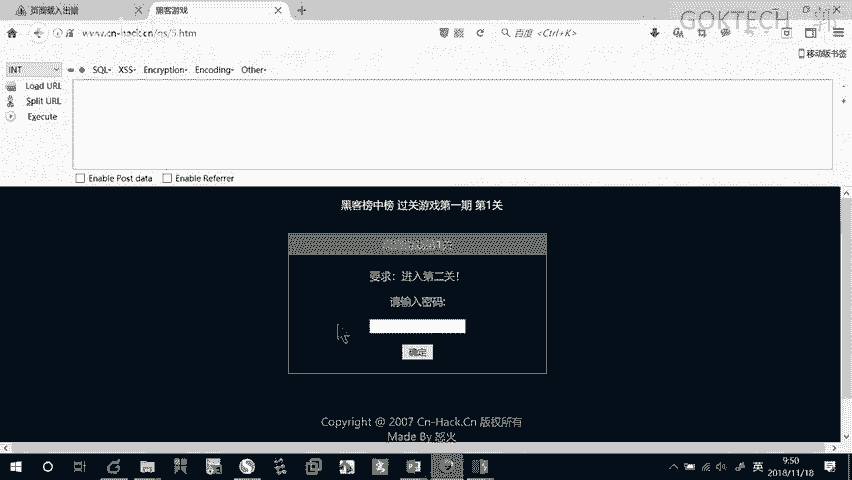 页面载入出错
黑客游戏
GOKTECH 郭
www.cn-hack.cn/gs/5.htm
百度 <Ctrl+K>
移动版书签
INT
SQL- XSS- Encryption- Encoding- Other-
Load URL
Split URL
Execute
Enable Post data Enable Referrer
黑客榜中榜 过关游戏第一期 第1关
要求：进入第二关！
请输入密码:
确定
Copyright @ 2007 Cn-Hack.Cn 版权所有
Made By 怒火
英
9:50
2018/11/18